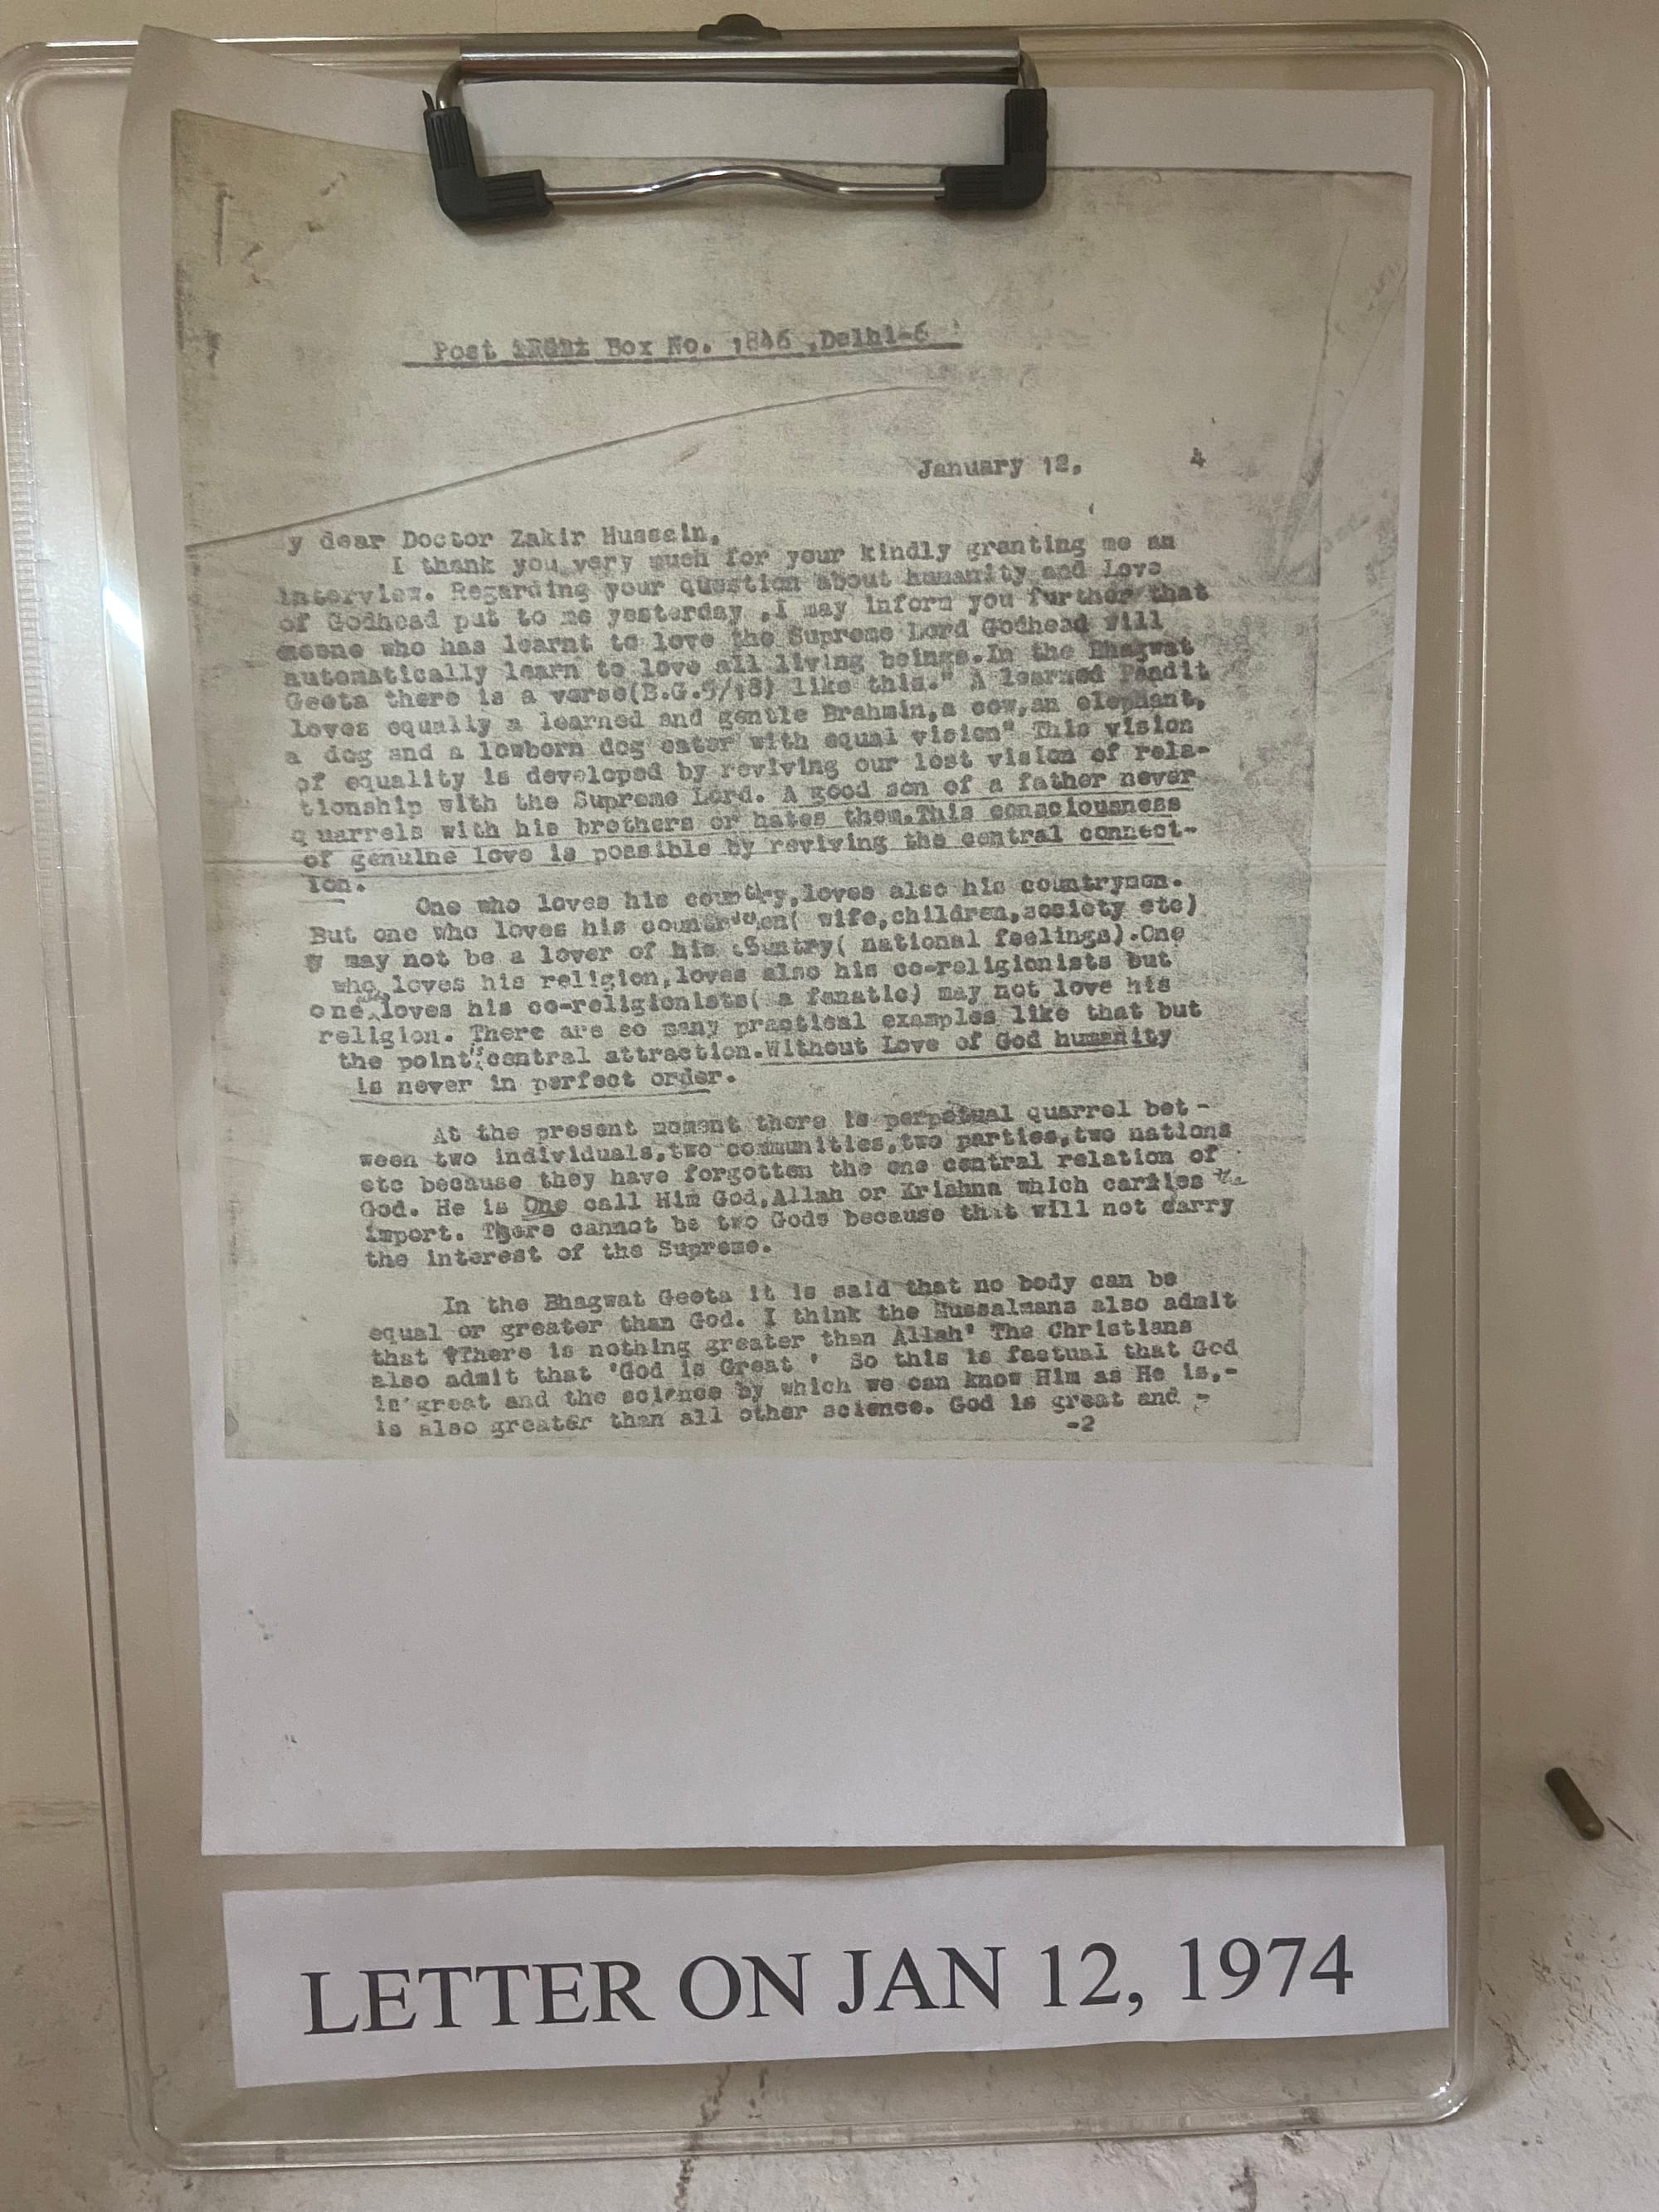 Post Box No. 1846 ,Delhi-6
January 12, 4
y dear Doctor Zakir Hussain,
I thank you very much for your kindly granting me an
interview. Regarding your question about humanity and Love
of Godhead put to me yesterday ,I may inform you further that
who has learnt to love the Supreme Lord Godhead will
automatically learn to love all living beings.In the Bhagwat
Geeta there is a verse(B.G.5/18) like this." A learned Pandit
loves equally a learned and gentle Brahmin,a cow,an elephant,
a dog and a lowborn dog eater with equal vision" This vision
of equality is developed by reviving our lost vision of rela-
tionship with the Supreme Lord. A good son of a father never
q uarrels with his brothers or hates them.This consciousness
of genuine love is possible by reviving the central connect-
ion.
One who loves his country,loves also his countrymen.
But one who loves his ( wife,children,society etc)
may not be a lover of his country( national feelings).One
who loves his religion,loves also his co-religionists but
one loves his co-religionists( a fanatic) may not love his
religion. There are so many practical examples like that but
the point central attraction.Without Love of God humanity
is never in perfect order.
At the present moment there is perpetual quarrel bet -
ween two individuals,two communities,two parties,two nations
etc because they have forgotten the one central relation of
God. He is One call Him God,Allah or Krishna which carries the
import. There cannot be two Gods because that will not carry
the interest of the Supreme.
In the Bhagwat Geeta it is said that no body can be
equal or greater than God. I think the Mussalmans also admit
that 'There is nothing greater than Allah' The Christians
also admit that 'God is Great ' So this is factual that God
is great and the science by which we can know Him as He is,-
is also greater than all other science. God is great and -
-2
LETTER ON JAN 12, 1974